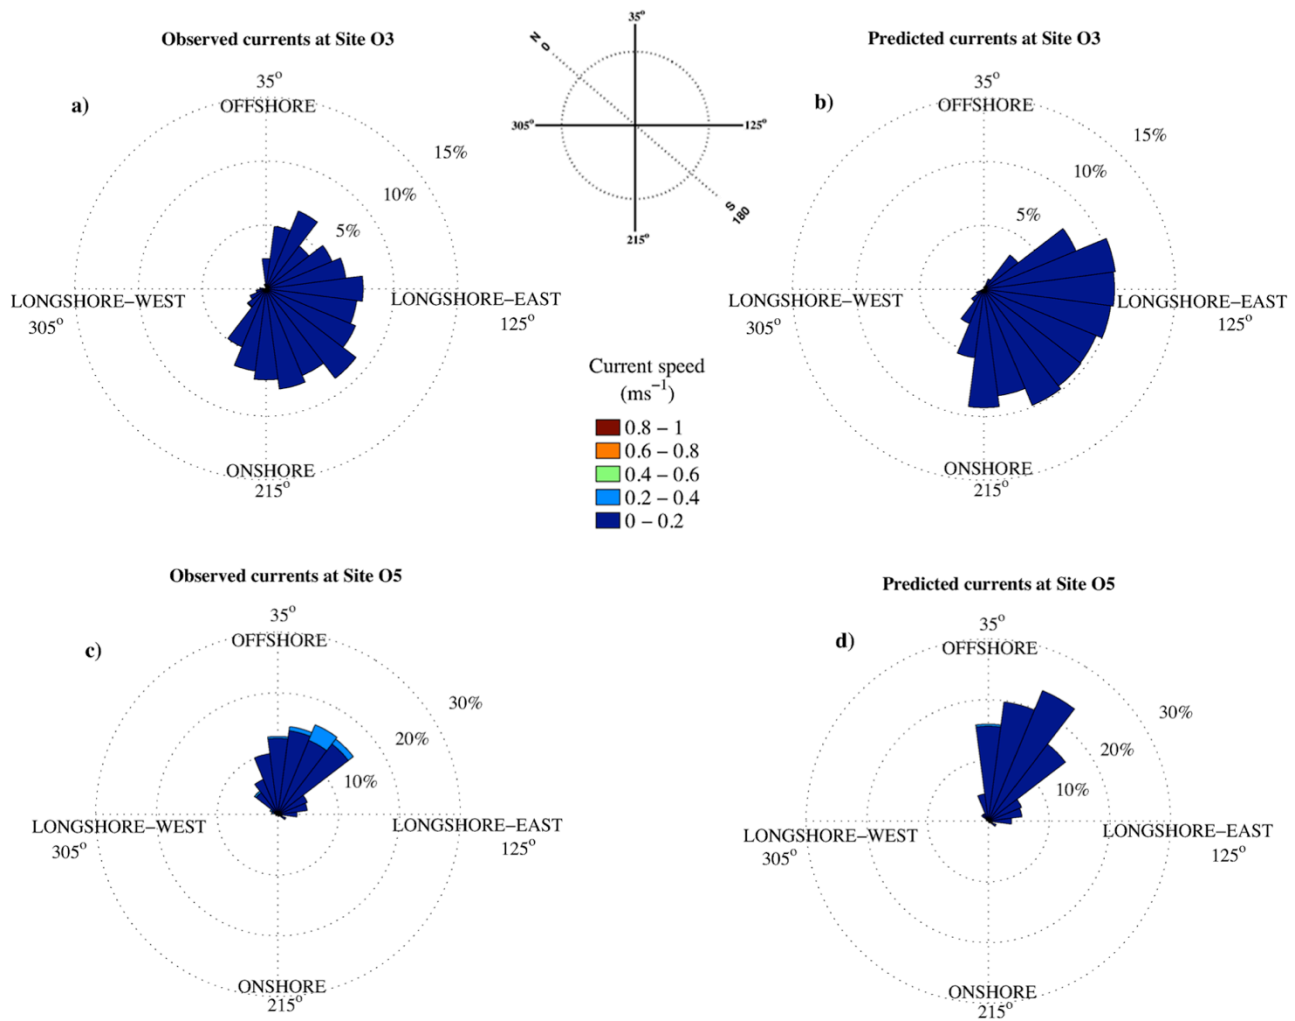 Observed currents at Site O3
a)
35°
OFFSHORE
15%
10%
5%
LONGSHORE–WEST
305°
LONGSHORE–EAST
125°
ONSHORE
215°
35°
N
0
305°
125°
S
180
215°
Predicted currents at Site O3
b)
35°
OFFSHORE
15%
10%
5%
LONGSHORE–WEST
305°
LONGSHORE–EAST
125°
ONSHORE
215°
Current speed
(ms⁻¹)
0.8 – 1
0.6 – 0.8
0.4 – 0.6
0.2 – 0.4
0 – 0.2
Observed currents at Site O5
c)
35°
OFFSHORE
30%
20%
10%
LONGSHORE–WEST
305°
LONGSHORE–EAST
125°
ONSHORE
215°
Predicted currents at Site O5
d)
35°
OFFSHORE
30%
20%
10%
LONGSHORE–WEST
305°
LONGSHORE–EAST
125°
ONSHORE
215°